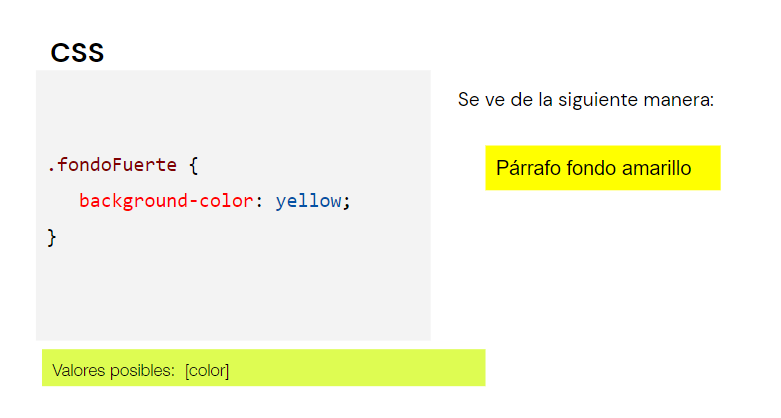 CSS
Se ve de la siguiente manera:
.fondoFuerte {
background-color: yellow;
}
Párrafo fondo amarillo
Valores posibles: [color]